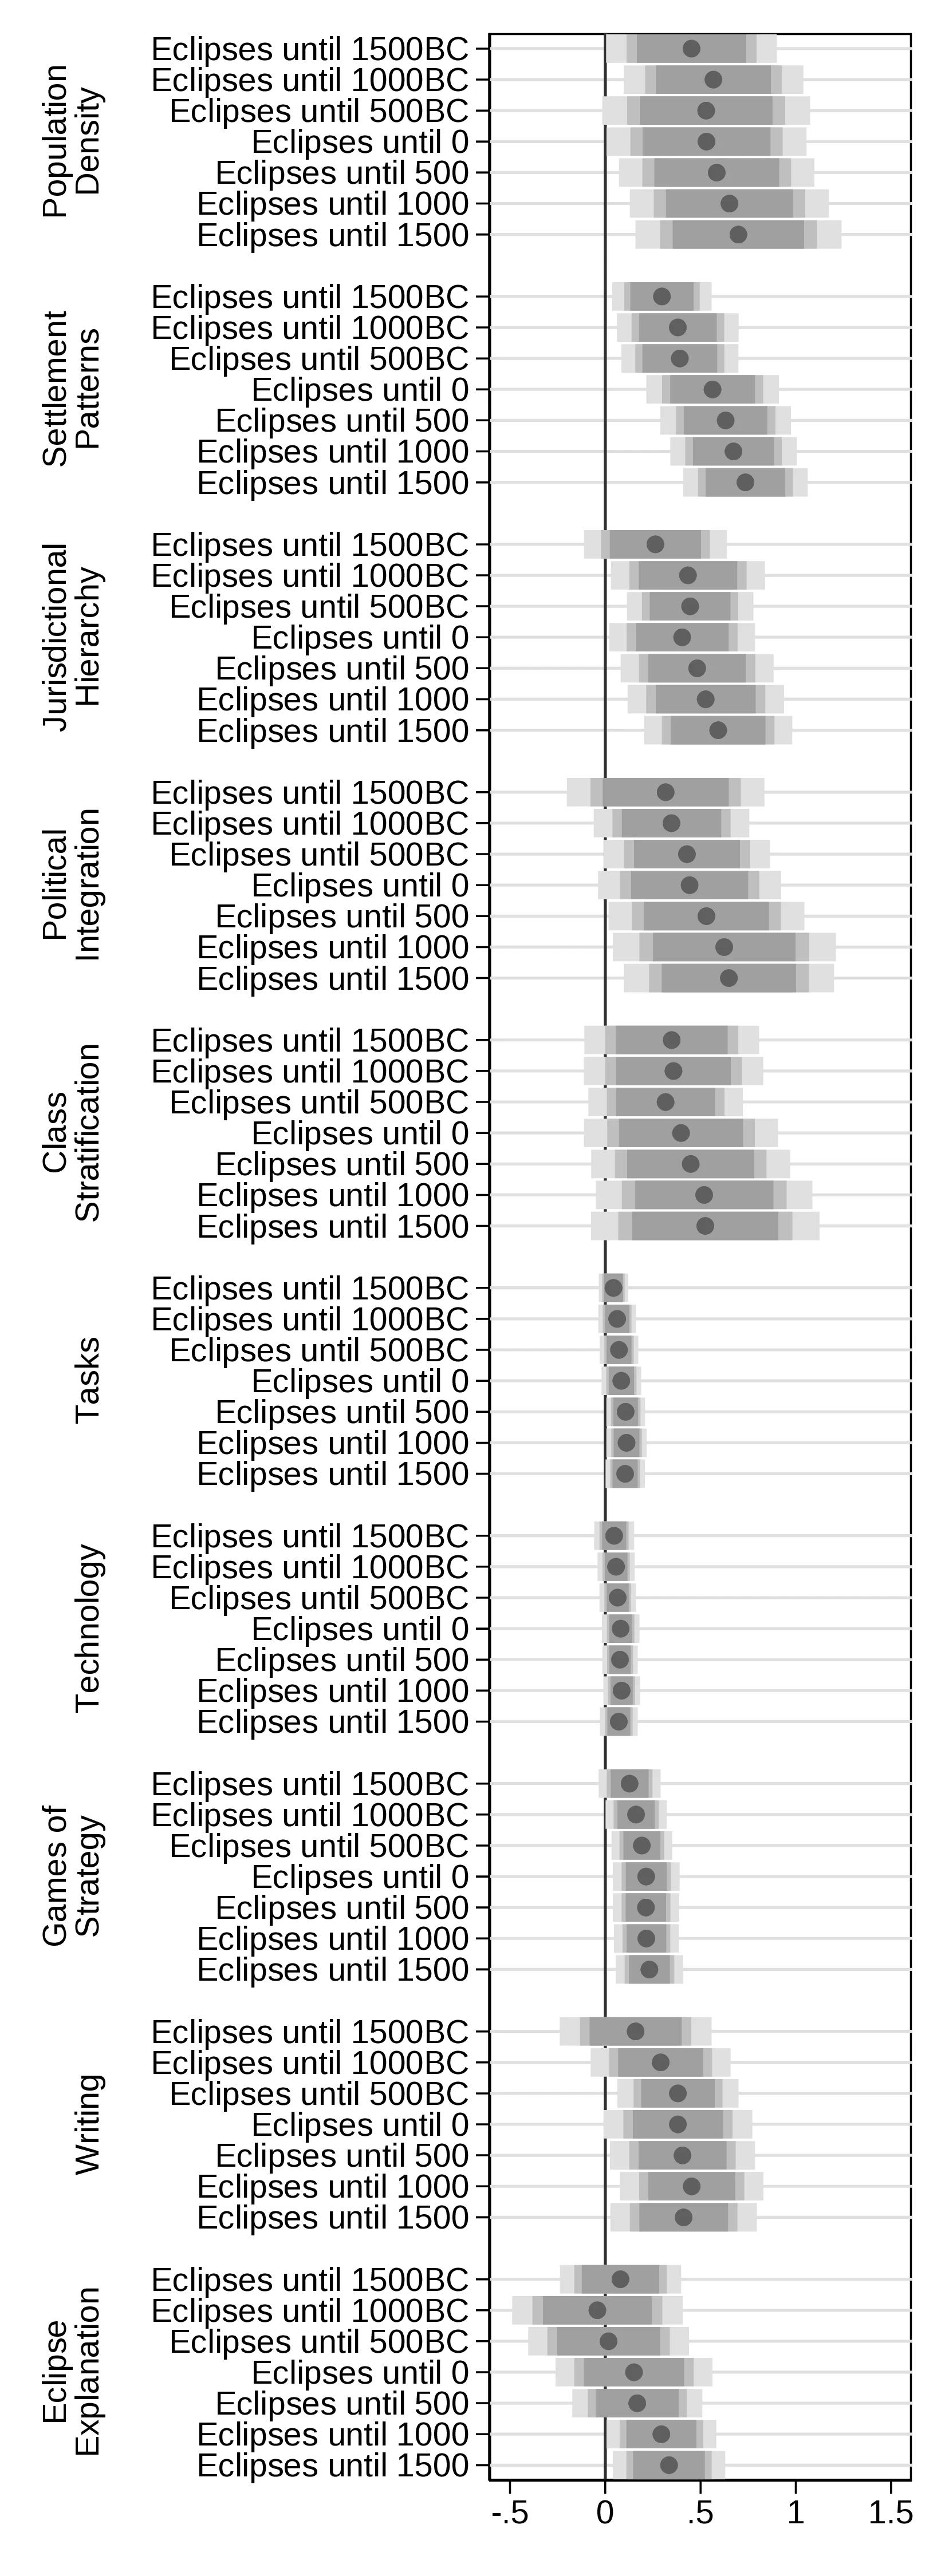 Population
Density
Eclipses until 1500BC
Eclipses until 1000BC
Eclipses until 500BC
Eclipses until 0
Eclipses until 500
Eclipses until 1000
Eclipses until 1500
Settlement
Patterns
Eclipses until 1500BC
Eclipses until 1000BC
Eclipses until 500BC
Eclipses until 0
Eclipses until 500
Eclipses until 1000
Eclipses until 1500
Jurisdictional
Hierarchy
Eclipses until 1500BC
Eclipses until 1000BC
Eclipses until 500BC
Eclipses until 0
Eclipses until 500
Eclipses until 1000
Eclipses until 1500
Political
Integration
Eclipses until 1500BC
Eclipses until 1000BC
Eclipses until 500BC
Eclipses until 0
Eclipses until 500
Eclipses until 1000
Eclipses until 1500
Class
Stratification
Eclipses until 1500BC
Eclipses until 1000BC
Eclipses until 500BC
Eclipses until 0
Eclipses until 500
Eclipses until 1000
Eclipses until 1500
Tasks
Eclipses until 1500BC
Eclipses until 1000BC
Eclipses until 500BC
Eclipses until 0
Eclipses until 500
Eclipses until 1000
Eclipses until 1500
Technology
Eclipses until 1500BC
Eclipses until 1000BC
Eclipses until 500BC
Eclipses until 0
Eclipses until 500
Eclipses until 1000
Eclipses until 1500
Games of
Strategy
Eclipses until 1500BC
Eclipses until 1000BC
Eclipses until 500BC
Eclipses until 0
Eclipses until 500
Eclipses until 1000
Eclipses until 1500
Writing
Eclipses until 1500BC
Eclipses until 1000BC
Eclipses until 500BC
Eclipses until 0
Eclipses until 500
Eclipses until 1000
Eclipses until 1500
Eclipse
Explanation
Eclipses until 1500BC
Eclipses until 1000BC
Eclipses until 500BC
Eclipses until 0
Eclipses until 500
Eclipses until 1000
Eclipses until 1500
-.5 0 .5 1 1.5